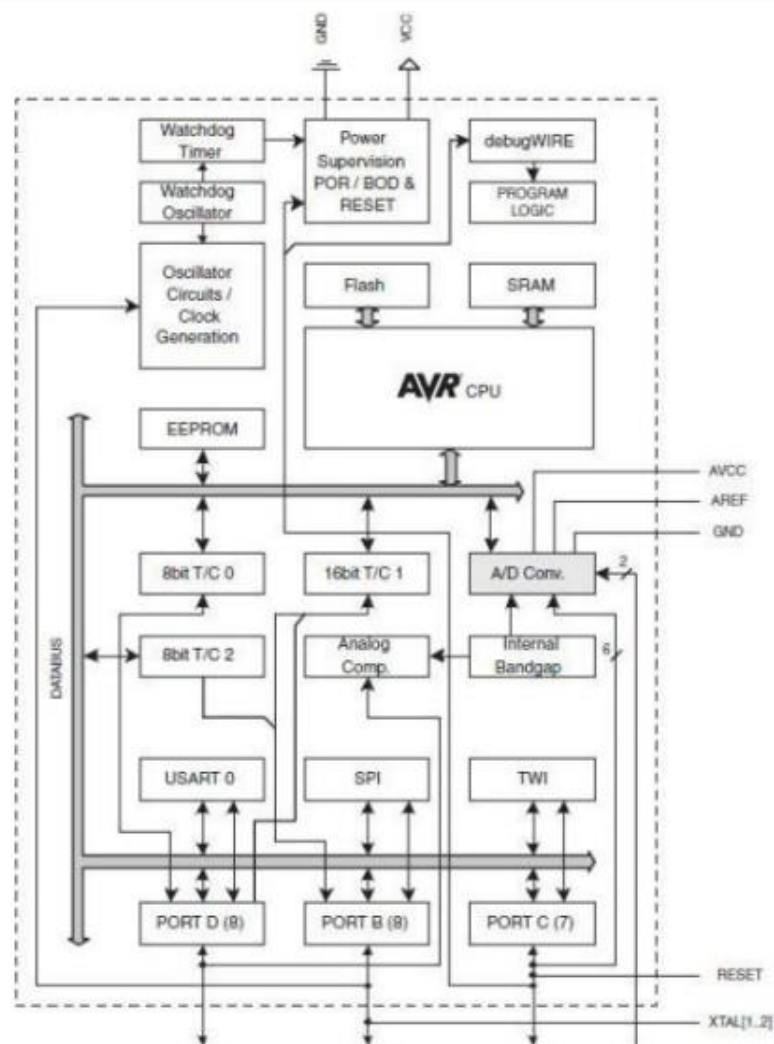 GND
VCC
Watchdog
Timer
Power
Supervision
POR / BOD &
RESET
debugWIRE
Watchdog
Oscillator
PROGRAM
LOGIC
Oscillator
Circuits /
Clock
Generation
Flash
SRAM
AVR CPU
EEPROM
AVCC
AREF
GND
8bit T/C 0
16bit T/C 1
A/D Conv.
2
DATABUS
8bit T/C 2
Analog
Comp.
Internal
Bandgap
6
USART 0
SPI
TWI
PORT D (8)
PORT B (8)
PORT C (7)
RESET
XTAL[1..2]